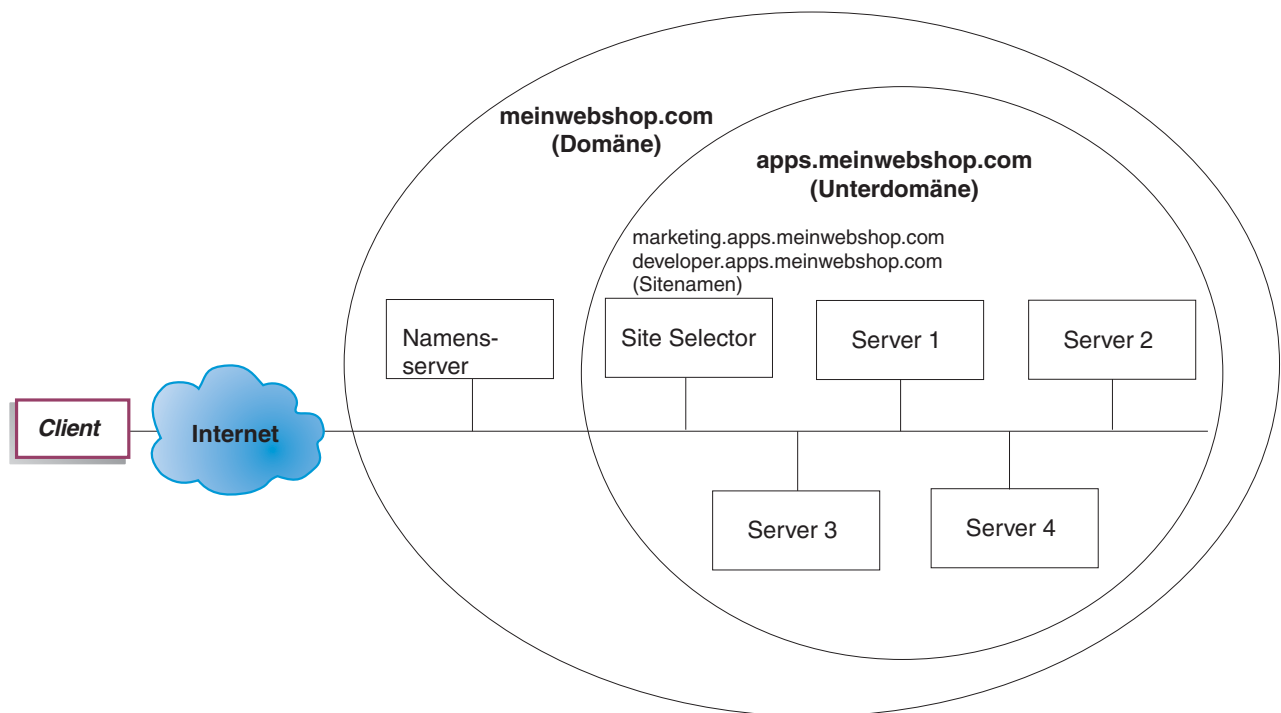 meinwebshop.com
(Domäne)
apps.meinwebshop.com
(Unterdomäne)
marketing.apps.meinwebshop.com
developer.apps.meinwebshop.com
(Sitenamen)
Namens-
server
Site Selector
Server 1
Server 2
Client
Internet
Server 3
Server 4